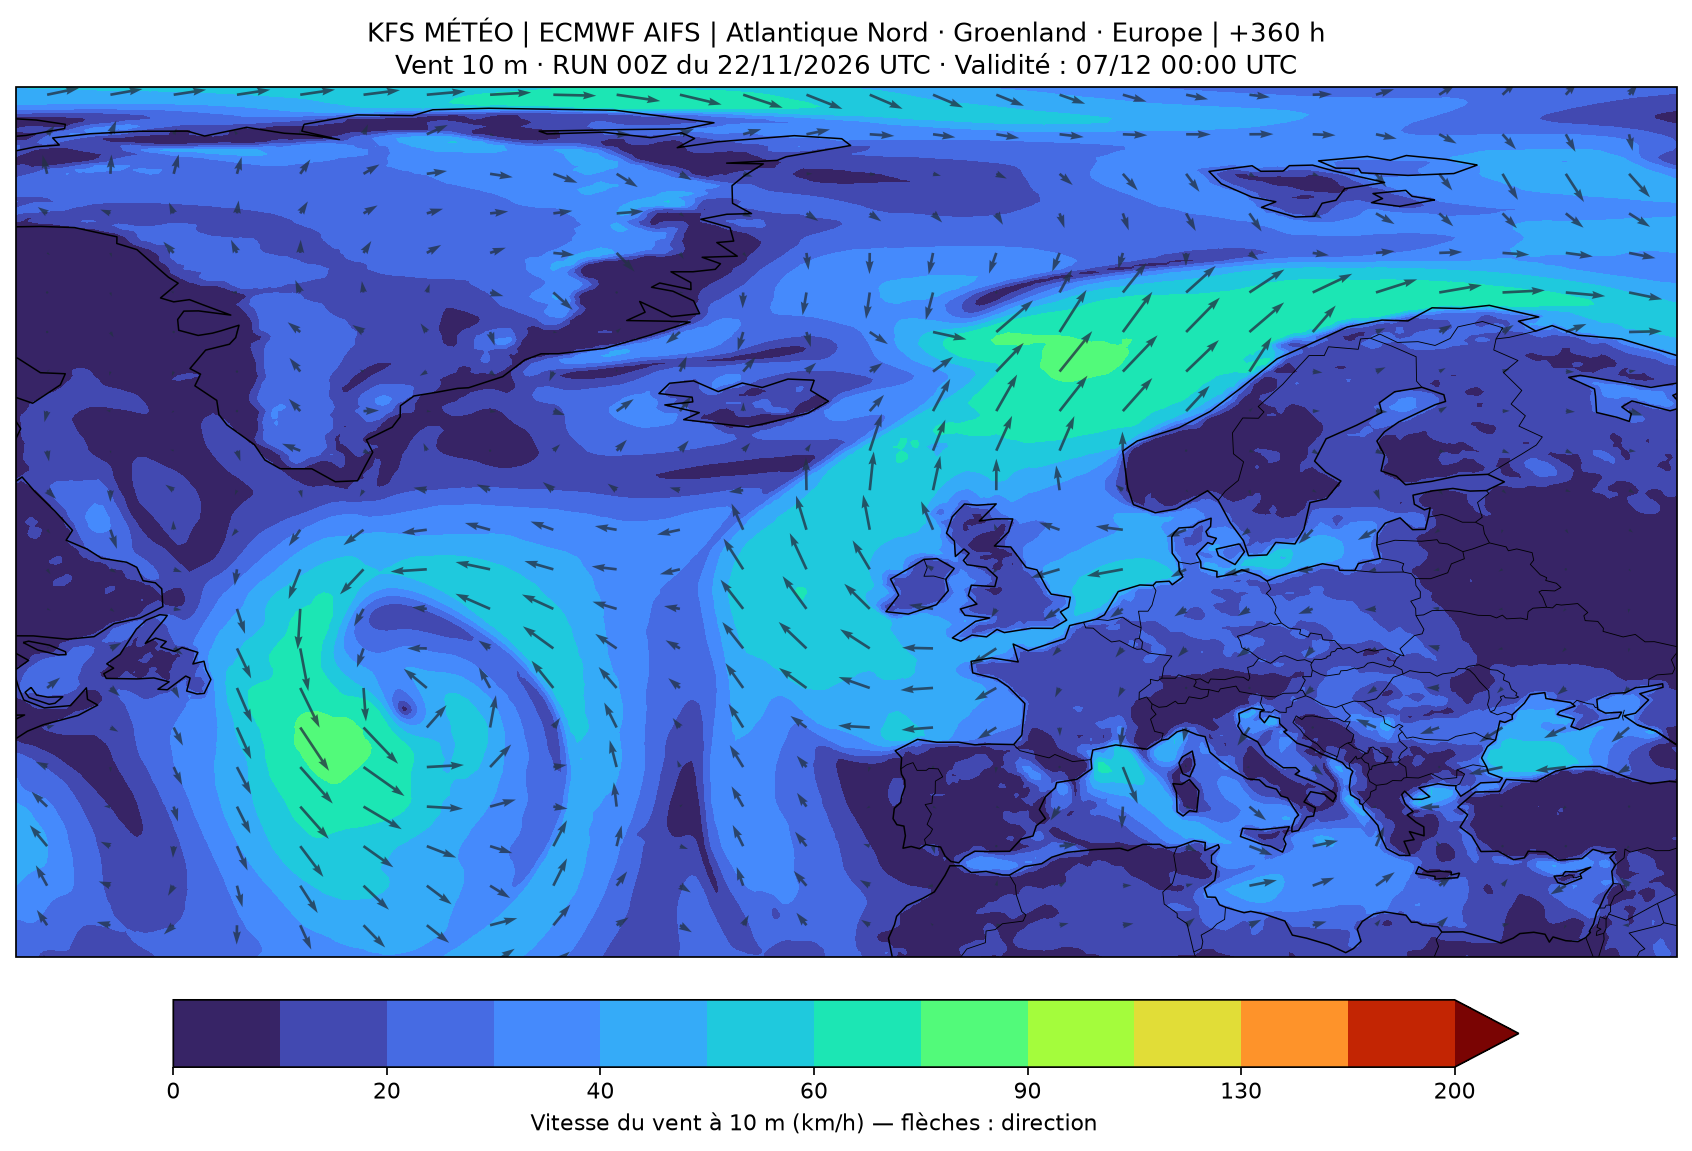 KFS MÉTÉO | ECMWF AIFS | Atlantique Nord · Groenland · Europe | +360 h
Vent 10 m · RUN 00Z du 22/11/2026 UTC · Validité : 07/12 00:00 UTC
0 20 40 60 90 130 200
Vitesse du vent à 10 m (km/h) — flèches : direction